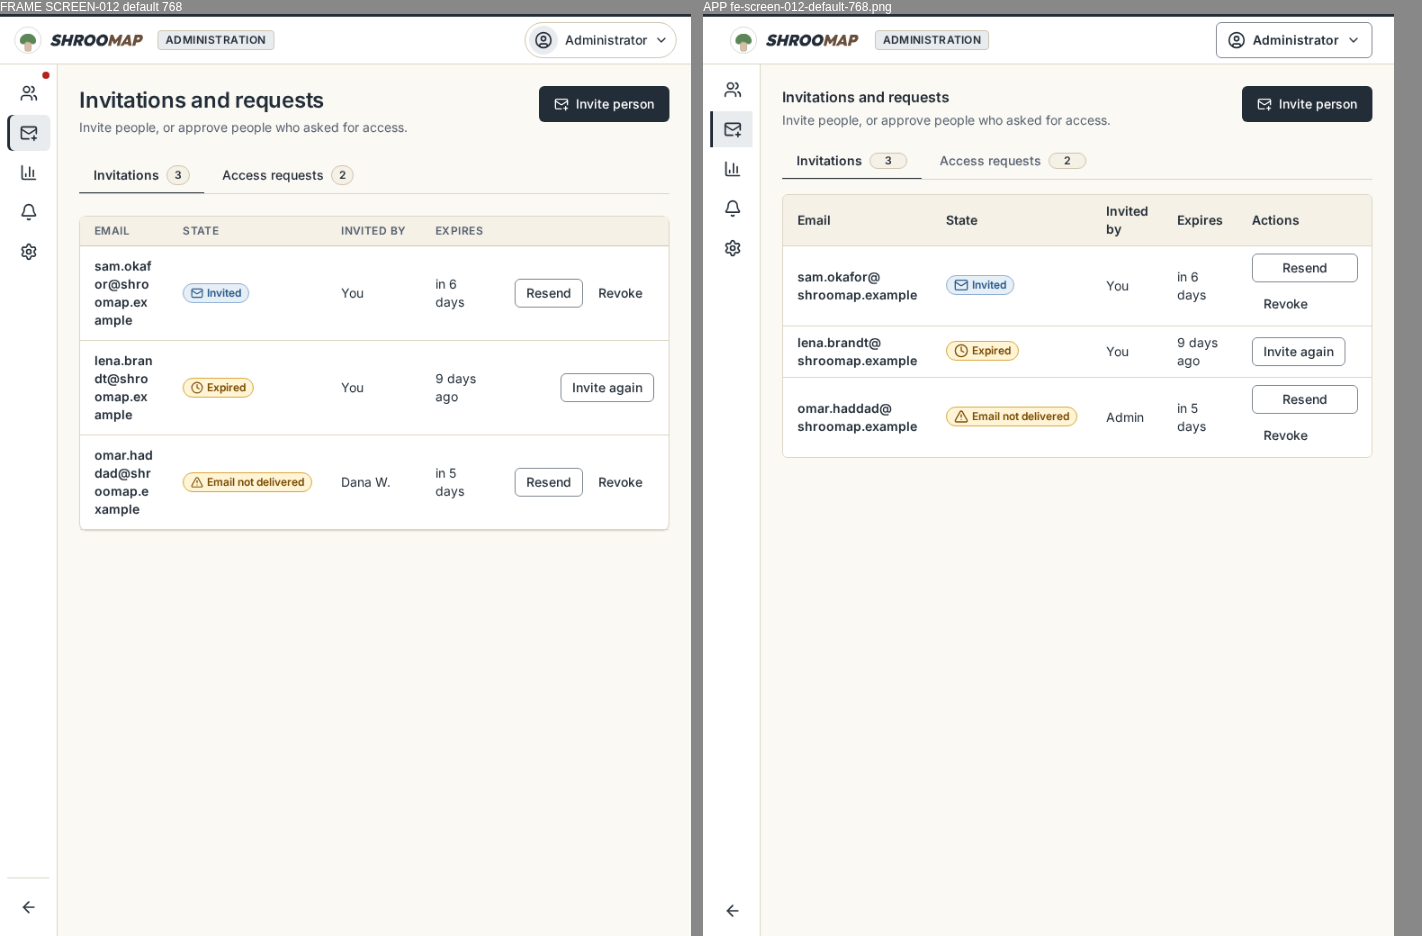 FRAME SCREEN-012 default 768
SHROOMAP
ADMINISTRATION
Administrator
Invitations and requests
Invite people, or approve people who asked for access.
Invite person
Invitations 3
Access requests 2
EMAIL STATE INVITED BY EXPIRES
sam.okaf
or@shro
omap.ex
ample
Invited
You
in 6
days
Resend
Revoke
lena.bran
dt@shro
omap.ex
ample
Expired
You
9 days
ago
Invite again
omar.had
dad@shr
oomap.e
xample
Email not delivered
Dana W.
in 5
days
Resend
Revoke
APP fe-screen-012-default-768.png
SHROOMAP
ADMINISTRATION
Administrator
Invitations and requests
Invite people, or approve people who asked for access.
Invite person
Invitations 3
Access requests 2
Email
State
Invited
by
Expires
Actions
sam.okafor@
shroomap.example
Invited
You
in 6
days
Resend
Revoke
lena.brandt@
shroomap.example
Expired
You
9 days
ago
Invite again
omar.haddad@
shroomap.example
Email not delivered
Admin
in 5
days
Resend
Revoke